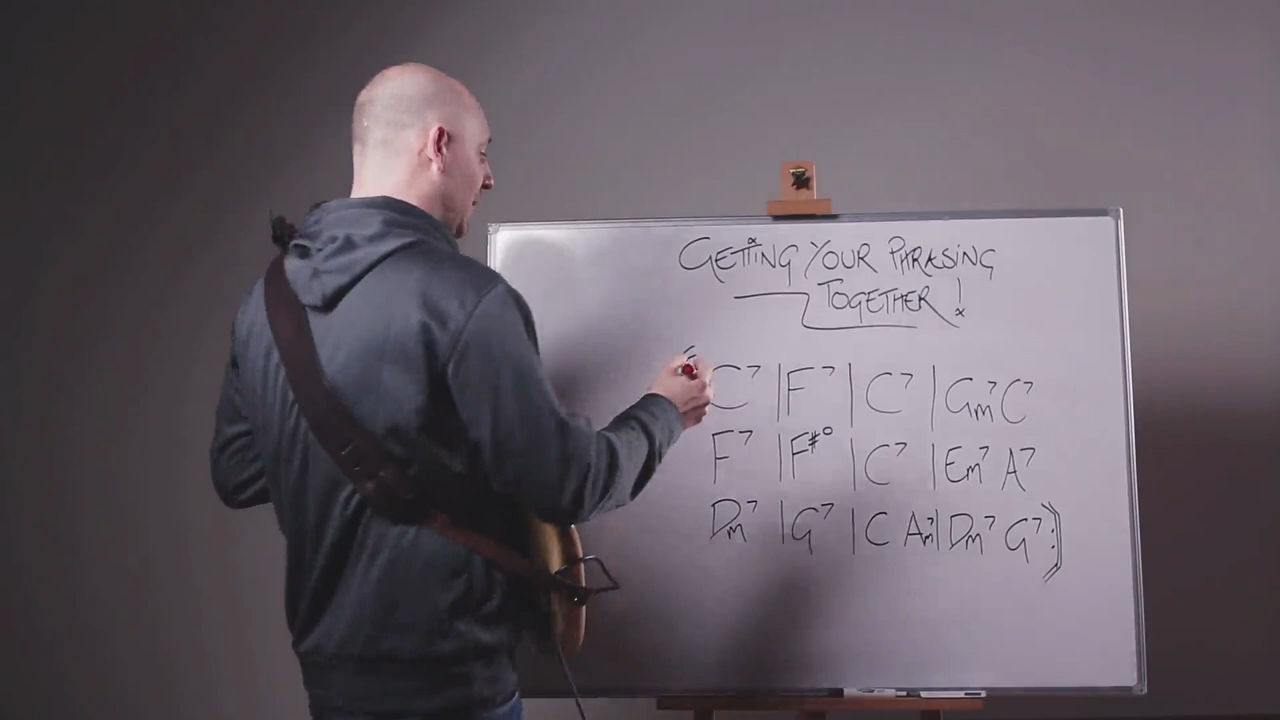 GETTING YOUR PHRASING
TOGETHER!
C7 | F7 | C7 | Gm7 C7
F7 | F#° | C7 | Em7 A7
Dm7 | G7 | C Am7 | Dm7 G7 :||